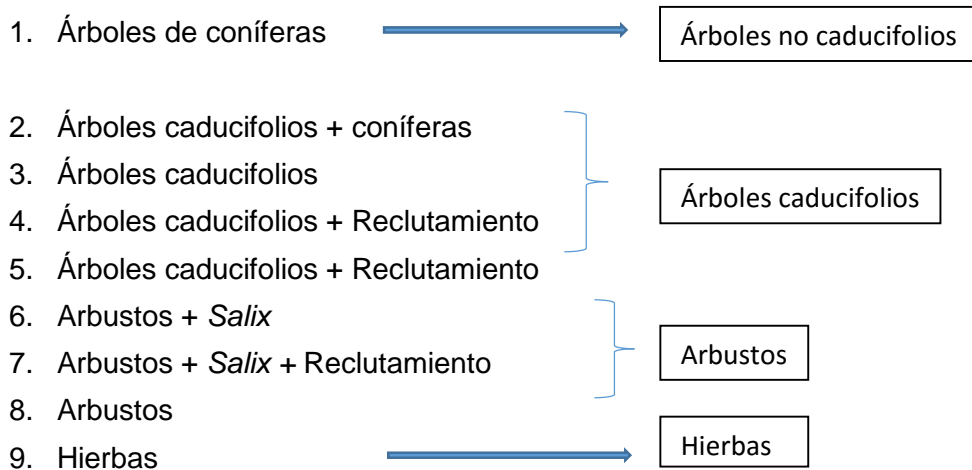 1. Árboles de coníferas
Árboles no caducifolios
2. Árboles caducifolios + coníferas
3. Árboles caducifolios
Árboles caducifolios
4. Árboles caducifolios + Reclutamiento
5. Árboles caducifolios + Reclutamiento
6. Arbustos + Salix
7. Arbustos + Salix + Reclutamiento
Arbustos
8. Arbustos
9. Hierbas
Hierbas